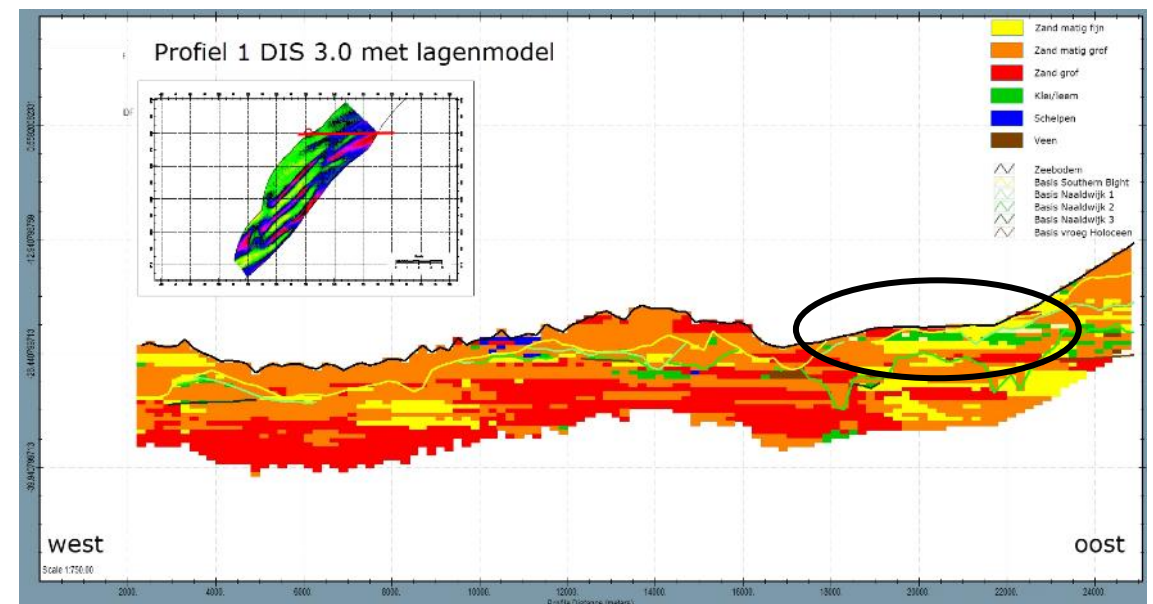 Profiel 1 DIS 3.0 met lagenmodel
Zand matig fijn
Zand matig grof
Zand grof
Klei/leem
Schelpen
Veen
Zeebodem
Basis Southern Bight
Basis Naaldwijk 1
Basis Naaldwijk 2
Basis Naaldwijk 3
Basis vroeg Holoceen
west
oost
Scale 1:750.00
2000.
4000.
6000.
8000.
10000.
12000.
14000.
16000.
18000.
20000.
22000.
24000.
Profile Distance (meters)